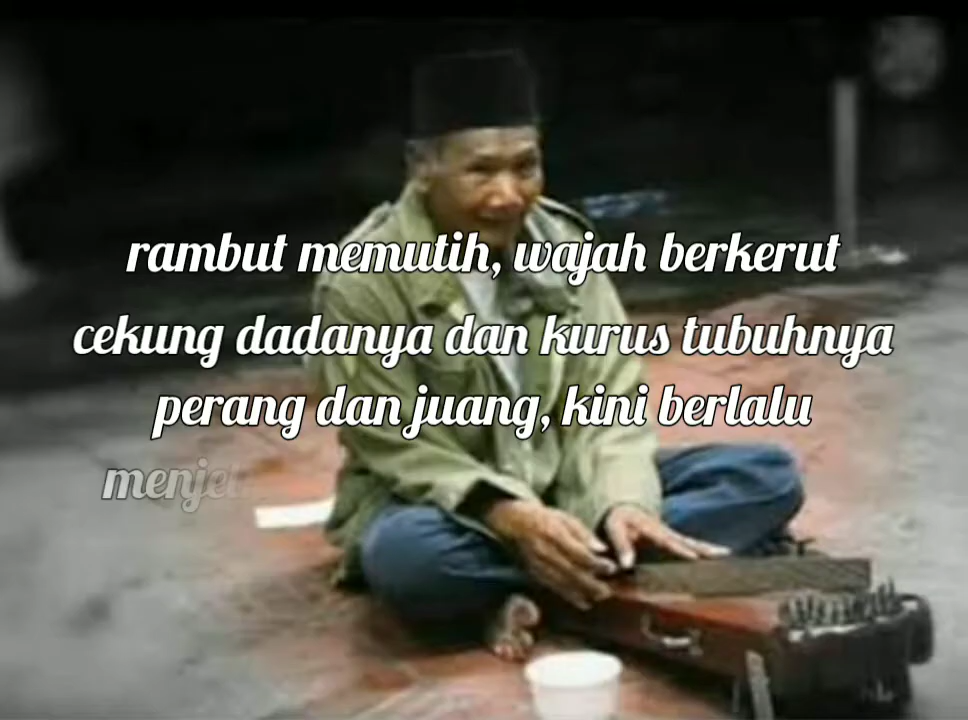 rambut memutih, wajah berkerut
cekung dadanya dan kurus tubuhnya
perang dan juang, kini berlalu